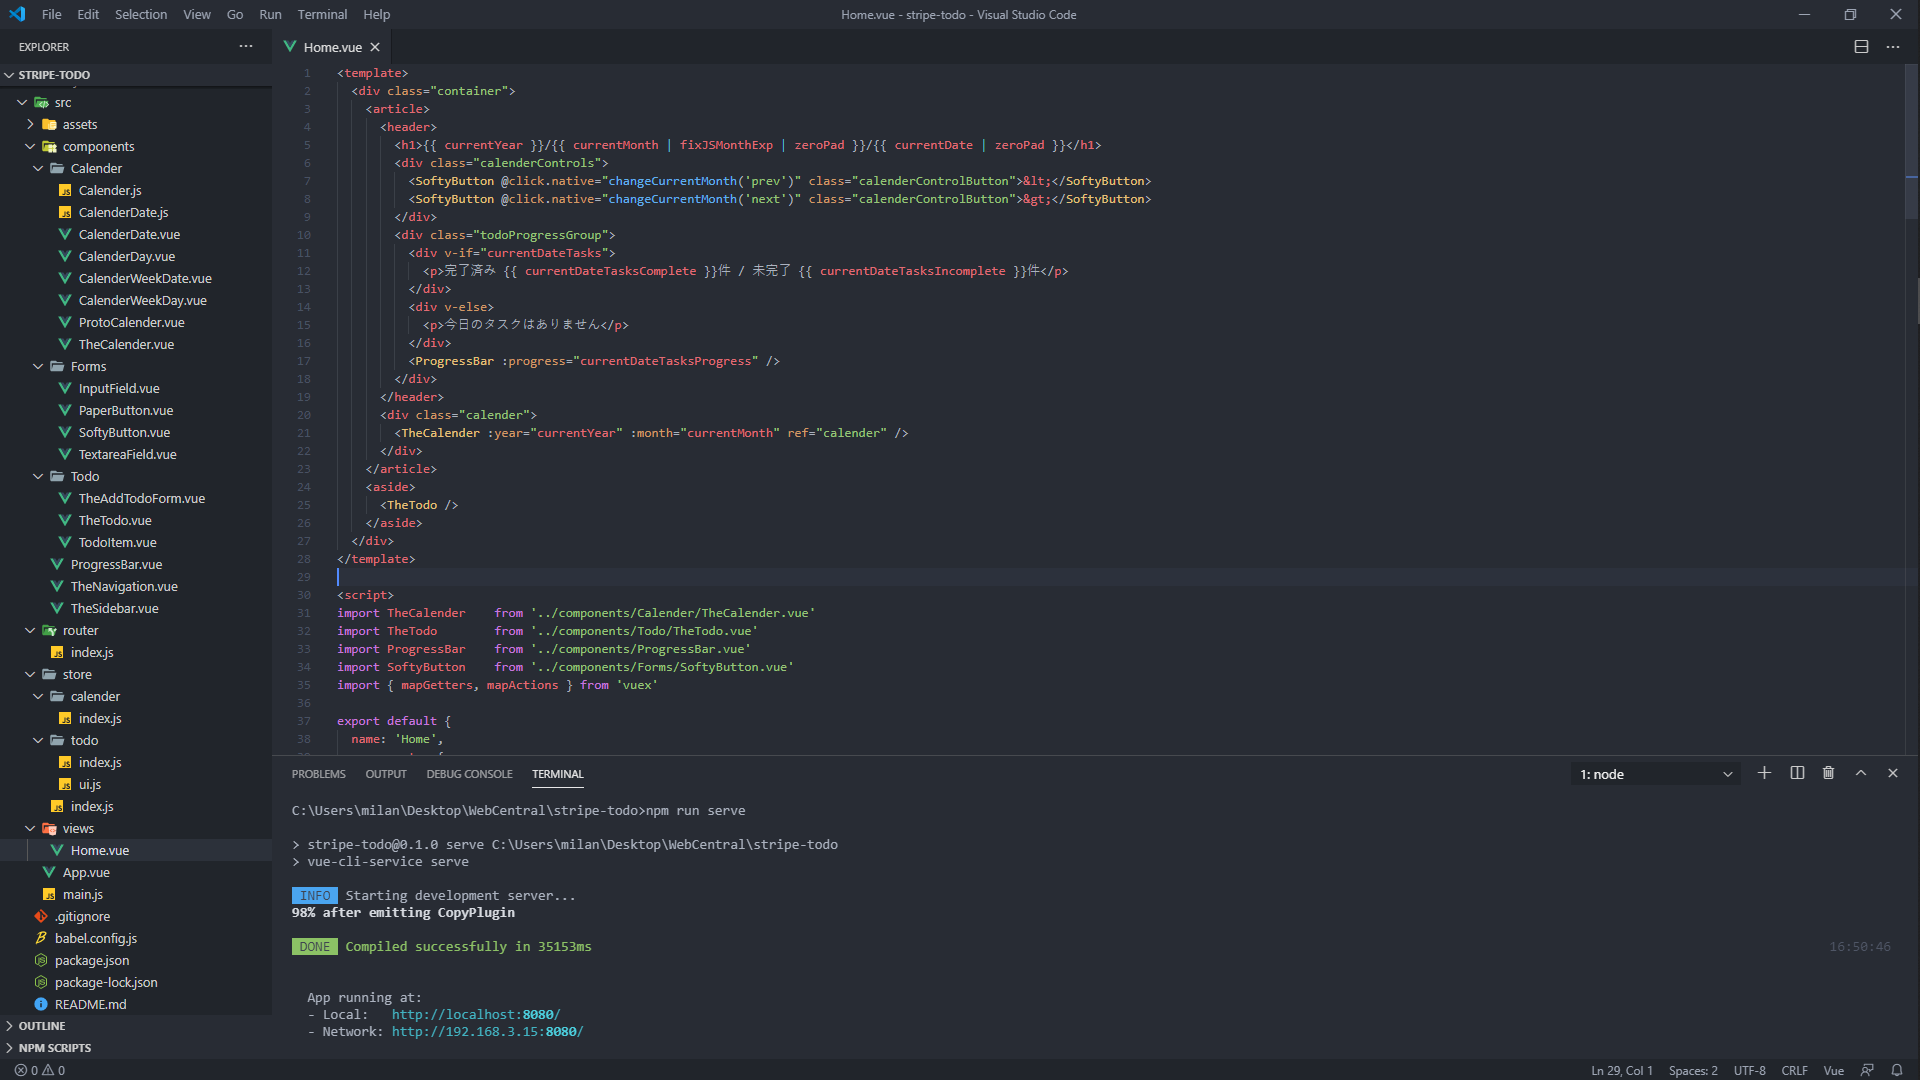 File Edit Selection View Go Run Terminal Help
Home.vue - stripe-todo - Visual Studio Code
EXPLORER
STRIPE-TODO
src
assets
components
Calender
Calender.js
CalenderDate.js
CalenderDate.vue
CalenderDay.vue
CalenderWeekDate.vue
CalenderWeekDay.vue
ProtoCalender.vue
TheCalender.vue
Forms
InputField.vue
PaperButton.vue
SoftyButton.vue
TextareaField.vue
Todo
TheAddTodoForm.vue
TheTodo.vue
TodoItem.vue
ProgressBar.vue
TheNavigation.vue
TheSidebar.vue
router
index.js
store
calender
index.js
todo
index.js
ui.js
index.js
views
Home.vue
App.vue
main.js
.gitignore
babel.config.js
package.json
package-lock.json
README.md
OUTLINE
NPM SCRIPTS
Home.vue
1 <template>
2 <div class="container">
3 <article>
4 <header>
5 <h1>{{ currentYear }}/{{ currentMonth | fixJSMonthExp | zeroPad }}/{{ currentDate | zeroPad }}</h1>
6 <div class="calenderControls">
7 <SoftyButton @click.native="changeCurrentMonth('prev')" class="calenderControlButton">&lt;</SoftyButton>
8 <SoftyButton @click.native="changeCurrentMonth('next')" class="calenderControlButton">&gt;</SoftyButton>
9 </div>
10 <div class="todoProgressGroup">
11 <div v-if="currentDateTasks">
12 <p>完了済み {{ currentDateTasksComplete }}件 / 未完了 {{ currentDateTasksIncomplete }}件</p>
13 </div>
14 <div v-else>
15 <p>今日のタスクはありません</p>
16 </div>
17 <ProgressBar :progress="currentDateTasksProgress" />
18 </div>
19 </header>
20 <div class="calender">
21 <TheCalender :year="currentYear" :month="currentMonth" ref="calender" />
22 </div>
23 </article>
24 <aside>
25 <TheTodo />
26 </aside>
27 </div>
28 </template>
29
30 <script>
31 import TheCalender from '../components/Calender/TheCalender.vue'
32 import TheTodo from '../components/Todo/TheTodo.vue'
33 import ProgressBar from '../components/ProgressBar.vue'
34 import SoftyButton from '../components/Forms/SoftyButton.vue'
35 import { mapGetters, mapActions } from 'vuex'
36
37 export default {
38 name: 'Home',
PROBLEMS OUTPUT DEBUG CONSOLE TERMINAL
1: node
C:\Users\milan\Desktop\WebCentral\stripe-todo>npm run serve
> stripe-todo@0.1.0 serve C:\Users\milan\Desktop\WebCentral\stripe-todo
> vue-cli-service serve
INFO Starting development server...
98% after emitting CopyPlugin
DONE Compiled successfully in 35153ms 16:50:46
App running at:
- Local: http://localhost:8080/
- Network: http://192.168.3.15:8080/
0 0
Ln 29, Col 1 Spaces: 2 UTF-8 CRLF Vue